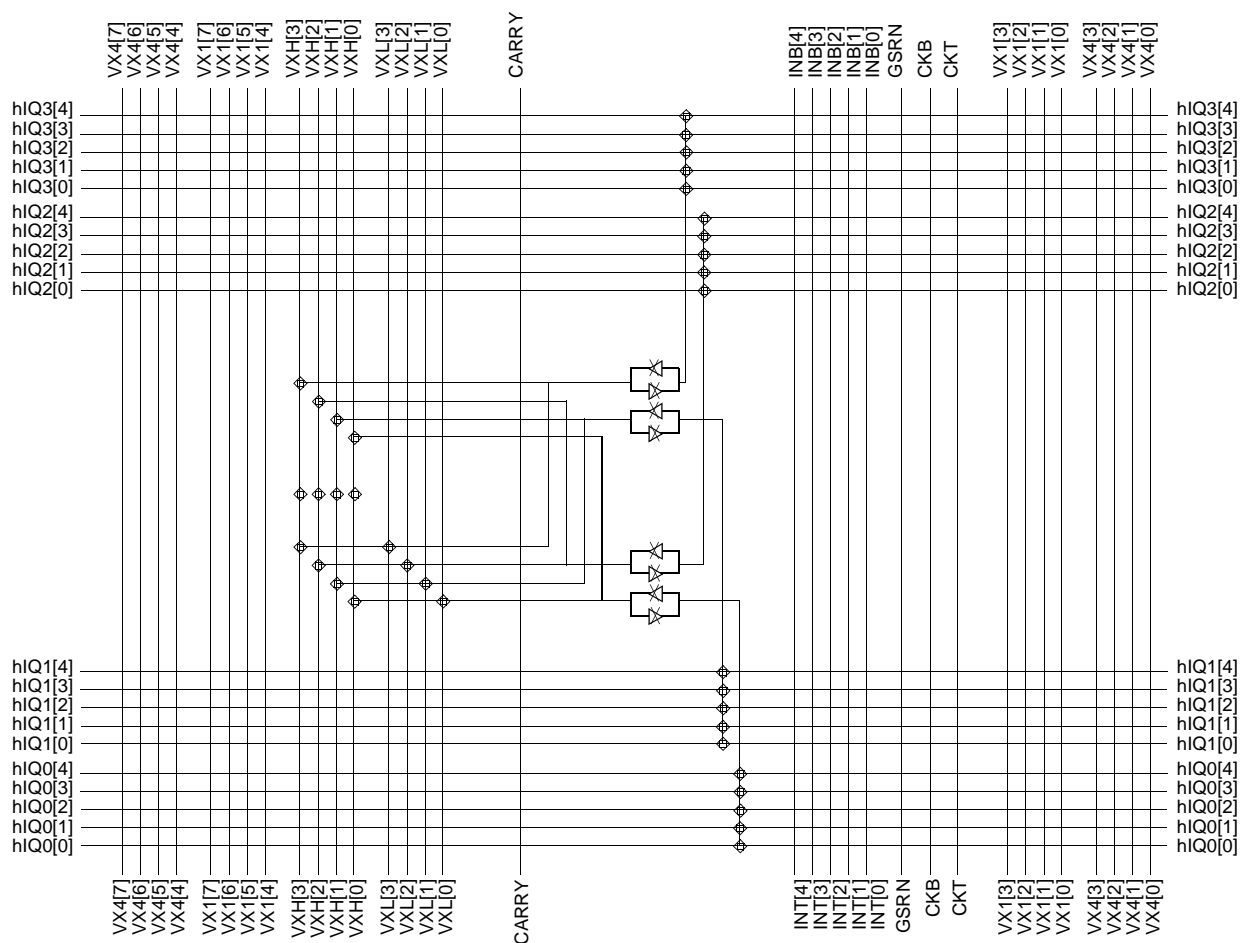 VX4[7]
VX4[6]
VX4[5]
VX4[4]
VX1[7]
VX1[6]
VX1[5]
VX1[4]
VXH[3]
VXH[2]
VXH[1]
VXH[0]
VXL[3]
VXL[2]
VXL[1]
VXL[0]
CARRY
INB[4]
INB[3]
INB[2]
INB[1]
INB[0]
GSRN
CKB
CKT
VX1[3]
VX1[2]
VX1[1]
VX1[0]
VX4[3]
VX4[2]
VX4[1]
VX4[0]
hIQ3[4] hIQ3[4]
hIQ3[3] hIQ3[3]
hIQ3[2] hIQ3[2]
hIQ3[1] hIQ3[1]
hIQ3[0] hIQ3[0]
hIQ2[4] hIQ2[4]
hIQ2[3] hIQ2[3]
hIQ2[2] hIQ2[2]
hIQ2[1] hIQ2[1]
hIQ2[0] hIQ2[0]
hIQ1[4] hIQ1[4]
hIQ1[3] hIQ1[3]
hIQ1[2] hIQ1[2]
hIQ1[1] hIQ1[1]
hIQ1[0] hIQ1[0]
hIQ0[4] hIQ0[4]
hIQ0[3] hIQ0[3]
hIQ0[2] hIQ0[2]
hIQ0[1] hIQ0[1]
hIQ0[0] hIQ0[0]
VX4[7]
VX4[6]
VX4[5]
VX4[4]
VX1[7]
VX1[6]
VX1[5]
VX1[4]
VXH[3]
VXH[2]
VXH[1]
VXH[0]
VXL[3]
VXL[2]
VXL[1]
VXL[0]
CARRY
INT[4]
INT[3]
INT[2]
INT[1]
INT[0]
GSRN
CKB
CKT
VX1[3]
VX1[2]
VX1[1]
VX1[0]
VX4[3]
VX4[2]
VX4[1]
VX4[0]